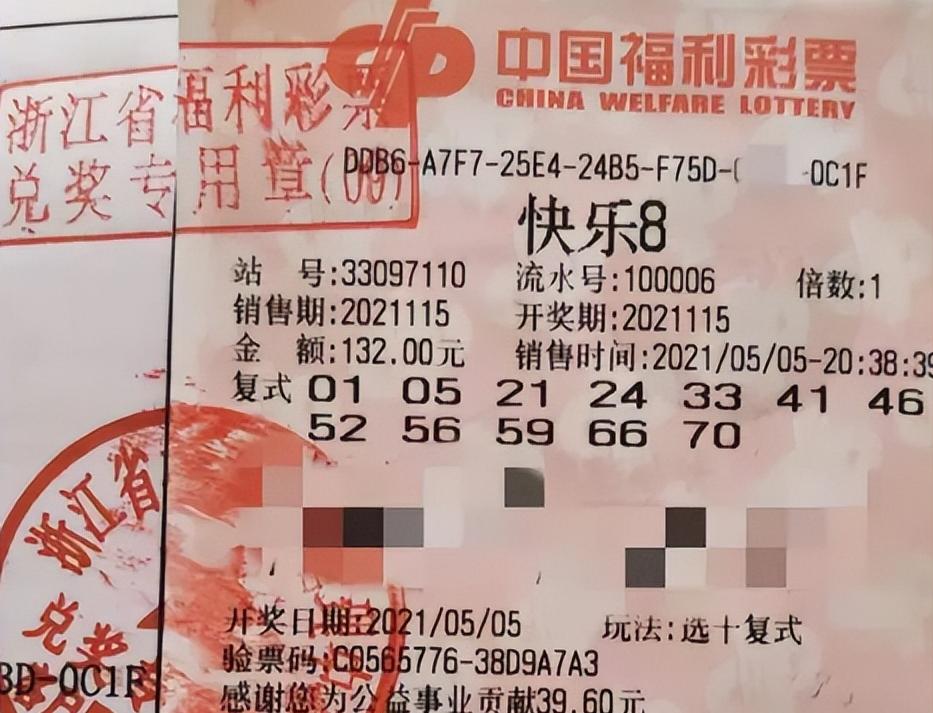 中国福利彩票
CHINA WELFARE LOTTERY
浙江省福利彩票
兑奖专用章(09)
DDB6-A7F7-25E4-24B5-F75D- -0C1F
快乐8
站 号:33097110 流水号:100006 倍数:1
销售期:2021115 开奖期:2021115
金 额:132.00元 销售时间:2021/05/05-20:38:39
复式 01 05 21 24 33 41 46
52 56 59 66 70
浙江省
兑奖
开奖日期:2021/05/05 玩法:选十复式
验票码:C0565776-38D9A7A3
3D-0C1F
感谢您为公益事业贡献39.60元